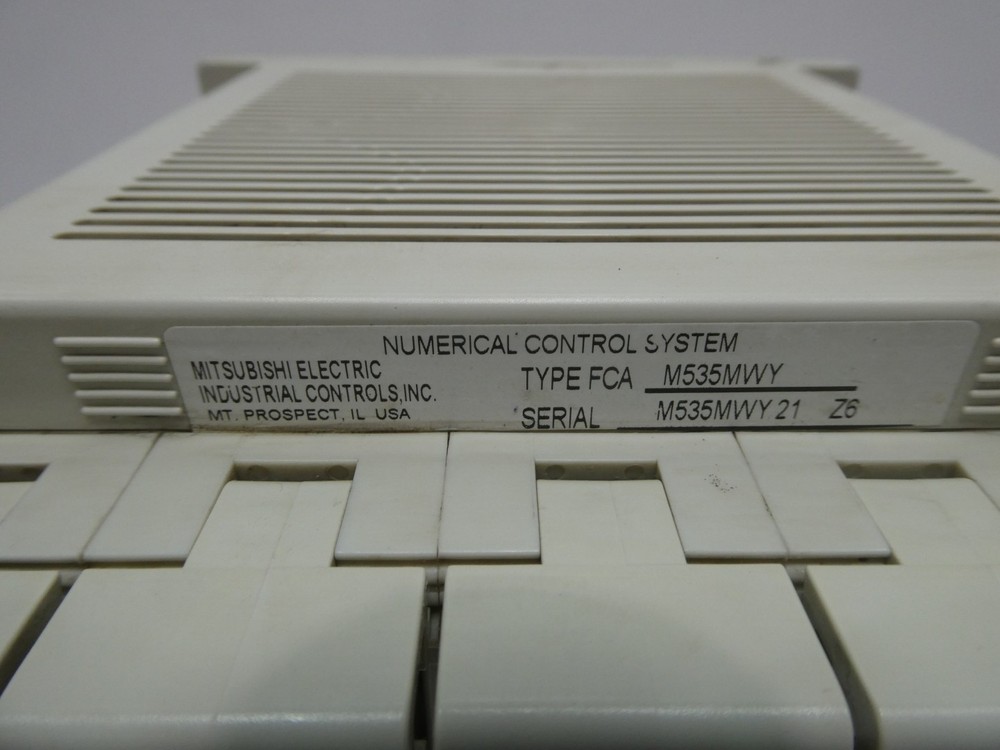 NUMERICAL CONTROL SYSTEM
MITSUBISHI ELECTRIC
INDUSTRIAL CONTROLS, INC.
MT. PROSPECT, IL USA
TYPE FCA M535MWY
SERIAL M535MWY 21 Z6